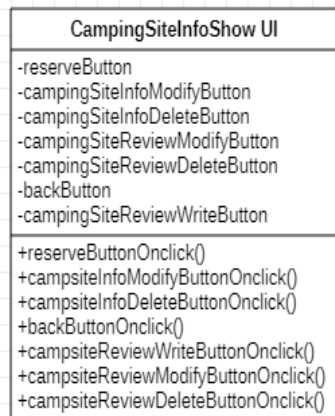 CampingSiteInfoShow UI
-reserveButton
-campingSiteInfoModifyButton
-campingSiteInfoDeleteButton
-campingSiteReviewModifyButton
-campingSiteReviewDeleteButton
-backButton
-campingSiteReviewWriteButton
+reserveButtonOnclick()
+campsiteInfoModifyButtonOnclick()
+campsiteInfoDeleteButtonOnclick()
+backButtonOnclick()
+campsiteReviewWriteButtonOnclick()
+campsiteReviewModifyButtonOnclick()
+campsiteReviewDeleteButtonOnclick()